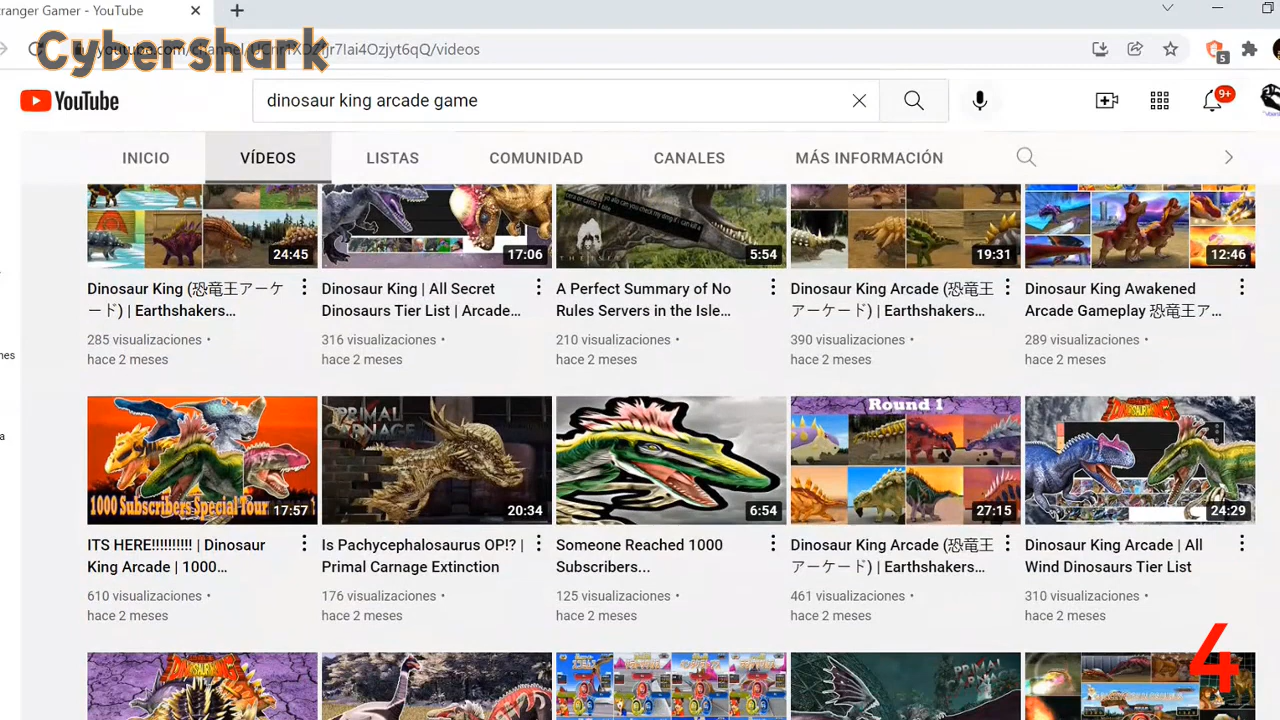 tranger Gamer - YouTube
Cybershark
/videos
YouTube
dinosaur king arcade game
9+
5
INICIO
VÍDEOS
LISTAS
COMUNIDAD
CANALES
MÁS INFORMACIÓN
24:45
17:06
5:54
19:31
12:46
Dinosaur King (恐竜王アーケ
ード) | Earthshakers...
285 visualizaciones •
hace 2 meses
Dinosaur King | All Secret
Dinosaurs Tier List | Arcade...
316 visualizaciones •
hace 2 meses
A Perfect Summary of No
Rules Servers in the Isle...
210 visualizaciones •
hace 2 meses
Dinosaur King Arcade (恐竜王
アーケード) | Earthshakers...
390 visualizaciones •
hace 2 meses
Dinosaur King Awakened
Arcade Gameplay 恐竜王ア...
289 visualizaciones •
hace 2 meses
1000 Subscribers Special Tour
17:57
PRIMAL
CARNAGE
20:34
6:54
Round 1
27:15
24:29
ITS HERE!!!!!!!!!! | Dinosaur
King Arcade | 1000...
610 visualizaciones •
hace 2 meses
Is Pachycephalosaurus OP!? |
Primal Carnage Extinction
176 visualizaciones •
hace 2 meses
Someone Reached 1000
Subscribers...
125 visualizaciones •
hace 2 meses
Dinosaur King Arcade (恐竜王
アーケード) | Earthshakers...
461 visualizaciones •
hace 2 meses
Dinosaur King Arcade | All
Wind Dinosaurs Tier List
310 visualizaciones •
hace 2 meses
4